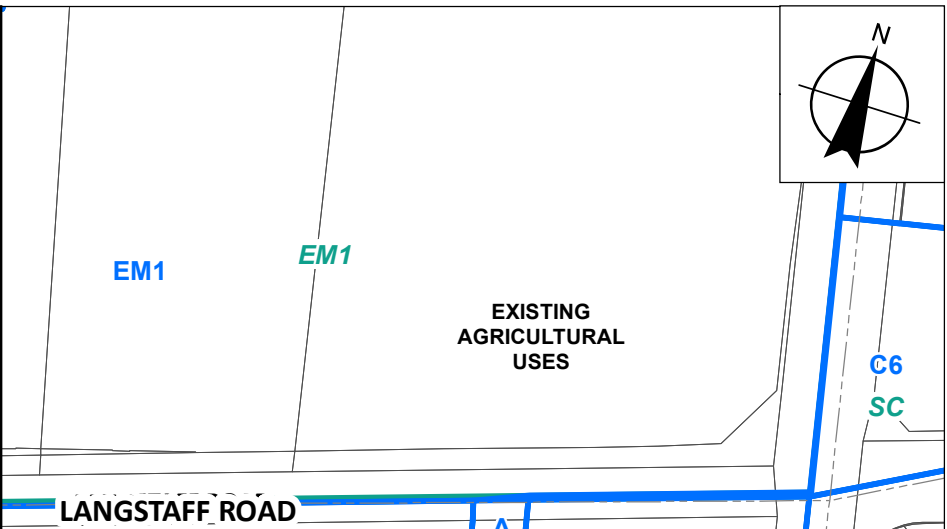 N
EM1
EM1
EXISTING
AGRICULTURAL
USES
C6
SC
LANGSTAFF ROAD
A